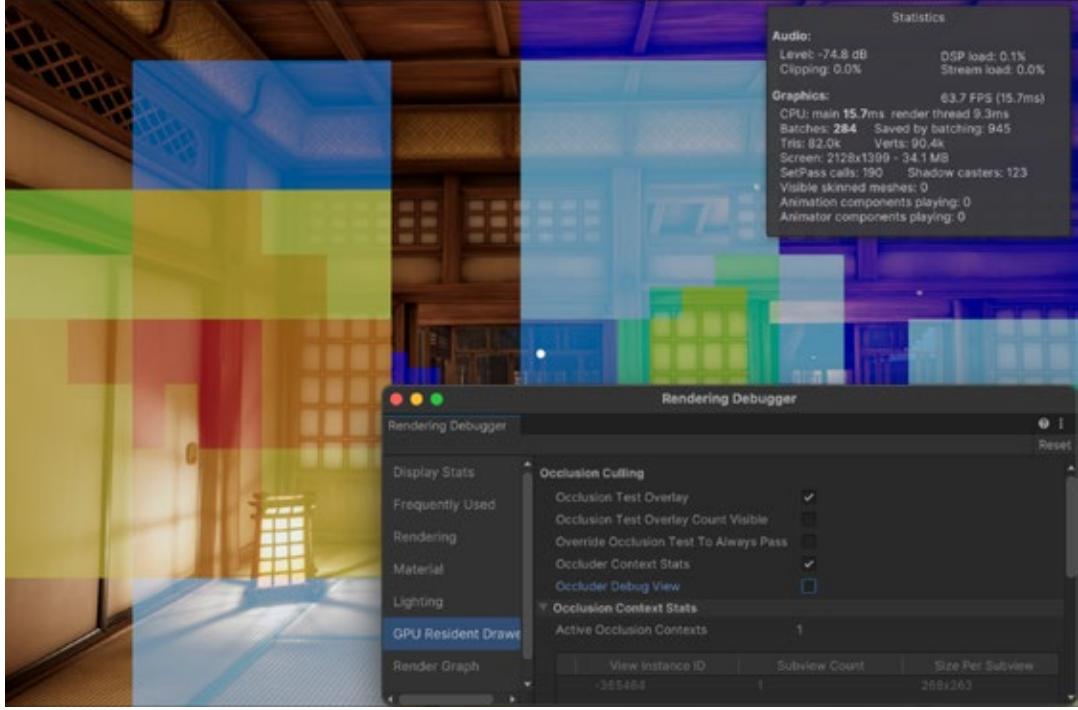 Statistics
Audio:
Level: -74.8 dB DSP load: 0.1%
Clipping: 0.0% Stream load: 0.0%
Graphics: 63.7 FPS (15.7ms)
CPU: main 15.7ms render thread 9.3ms
Batches: 284 Saved by batching: 945
Tris: 82.0k Verts: 90.4k
Screen: 2128x1399 - 34.1 MB
SetPass calls: 190 Shadow casters: 123
Visible skinned meshes: 0
Animation components playing: 0
Animator components playing: 0
Rendering Debugger
Rendering Debugger
Reset
Display Stats
Frequently Used
Rendering
Material
Lighting
GPU Resident Drawe
Render Graph
Occlusion Culling
Occlusion Test Overlay
Occlusion Test Overlay Count Visible
Override Occlusion Test To Always Pass
Occluder Context Stats
Occluder Debug View
Occlusion Context Stats
Active Occlusion Contexts 1
View Instance ID Subview Count Size Per Subview
-365464 1 268x263